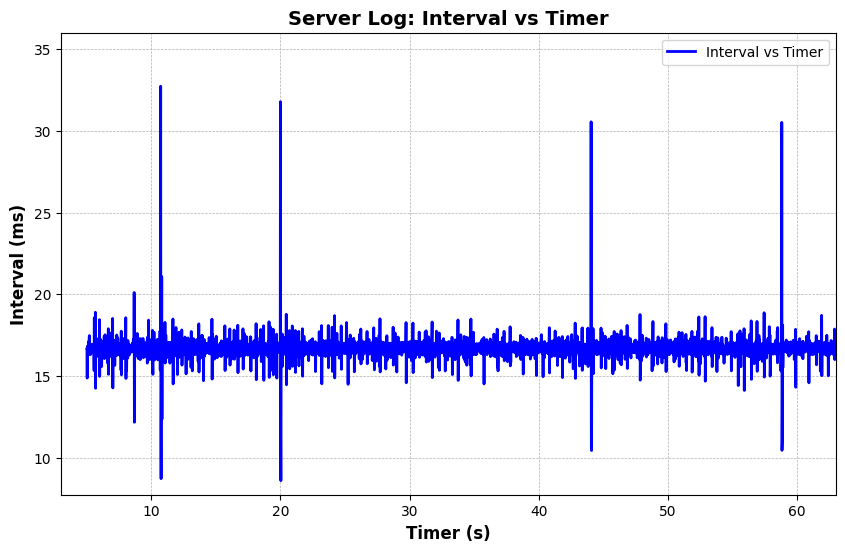 Server Log: Interval vs Timer
Interval vs Timer
35
30
25
20
15
10
Interval (ms)
10 20 30 40 50 60
Timer (s)